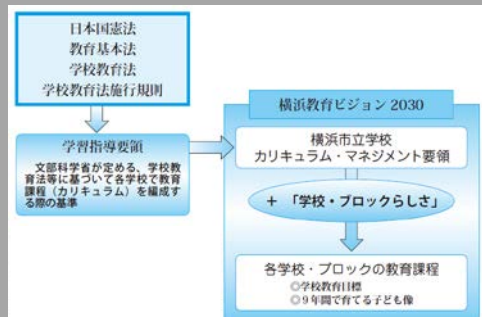 日本国憲法
教育基本法
学校教育法
学校教育法施行規則
学習指導要領
文部科学省が定める、学校教
育法等に基づいて各学校で教育
課程（カリキュラム）を編成す
る際の基準
横浜教育ビジョン 2030
横浜市立学校
カリキュラム・マネジメント要領
＋ 「学校・ブロックらしさ」
各学校・ブロックの教育課程
◎学校教育目標
◎９年間で育てる子ども像